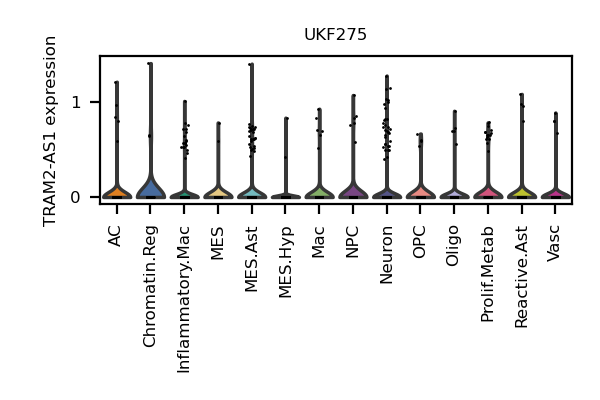 UKF275
TRAM2-AS1 expression
1
0
AC
Chromatin.Reg
Inflammatory.Mac
MES
MES.Ast
MES.Hyp
Mac
NPC
Neuron
OPC
Oligo
Prolif.Metab
Reactive.Ast
Vasc